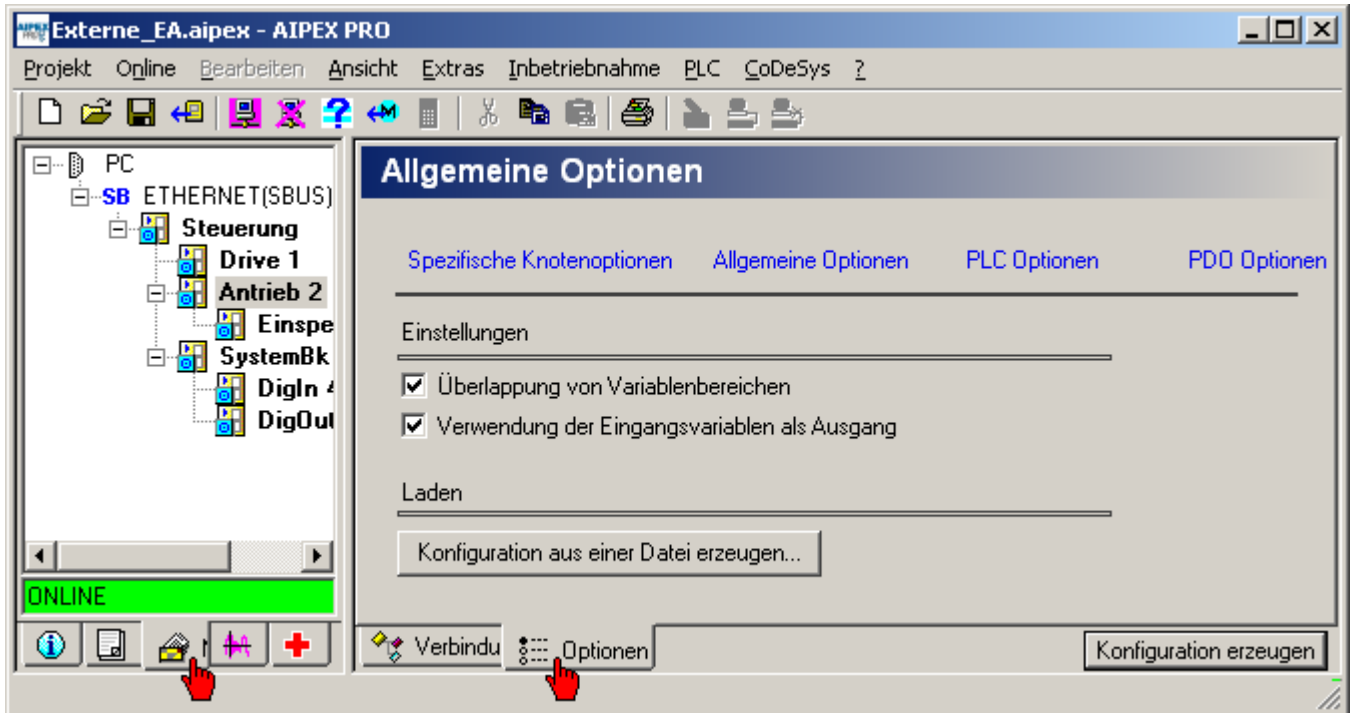 Externe_EA.aipex - AIPEX PRO
Projekt Online Bearbeiten Ansicht Extras Inbetriebnahme PLC CoDeSys ?
PC
SB ETHERNET(SBUS)
Steuerung
Drive 1
Antrieb 2
Einspe
SystemBk
DigIn
DigOut
ONLINE
Allgemeine Optionen
Spezifische Knotenoptionen Allgemeine Optionen PLC Optionen PDO Optionen
Einstellungen
Überlappung von Variablenbereichen
Verwendung der Eingangsvariablen als Ausgang
Laden
Konfiguration aus einer Datei erzeugen...
Verbindu Optionen Konfiguration erzeugen